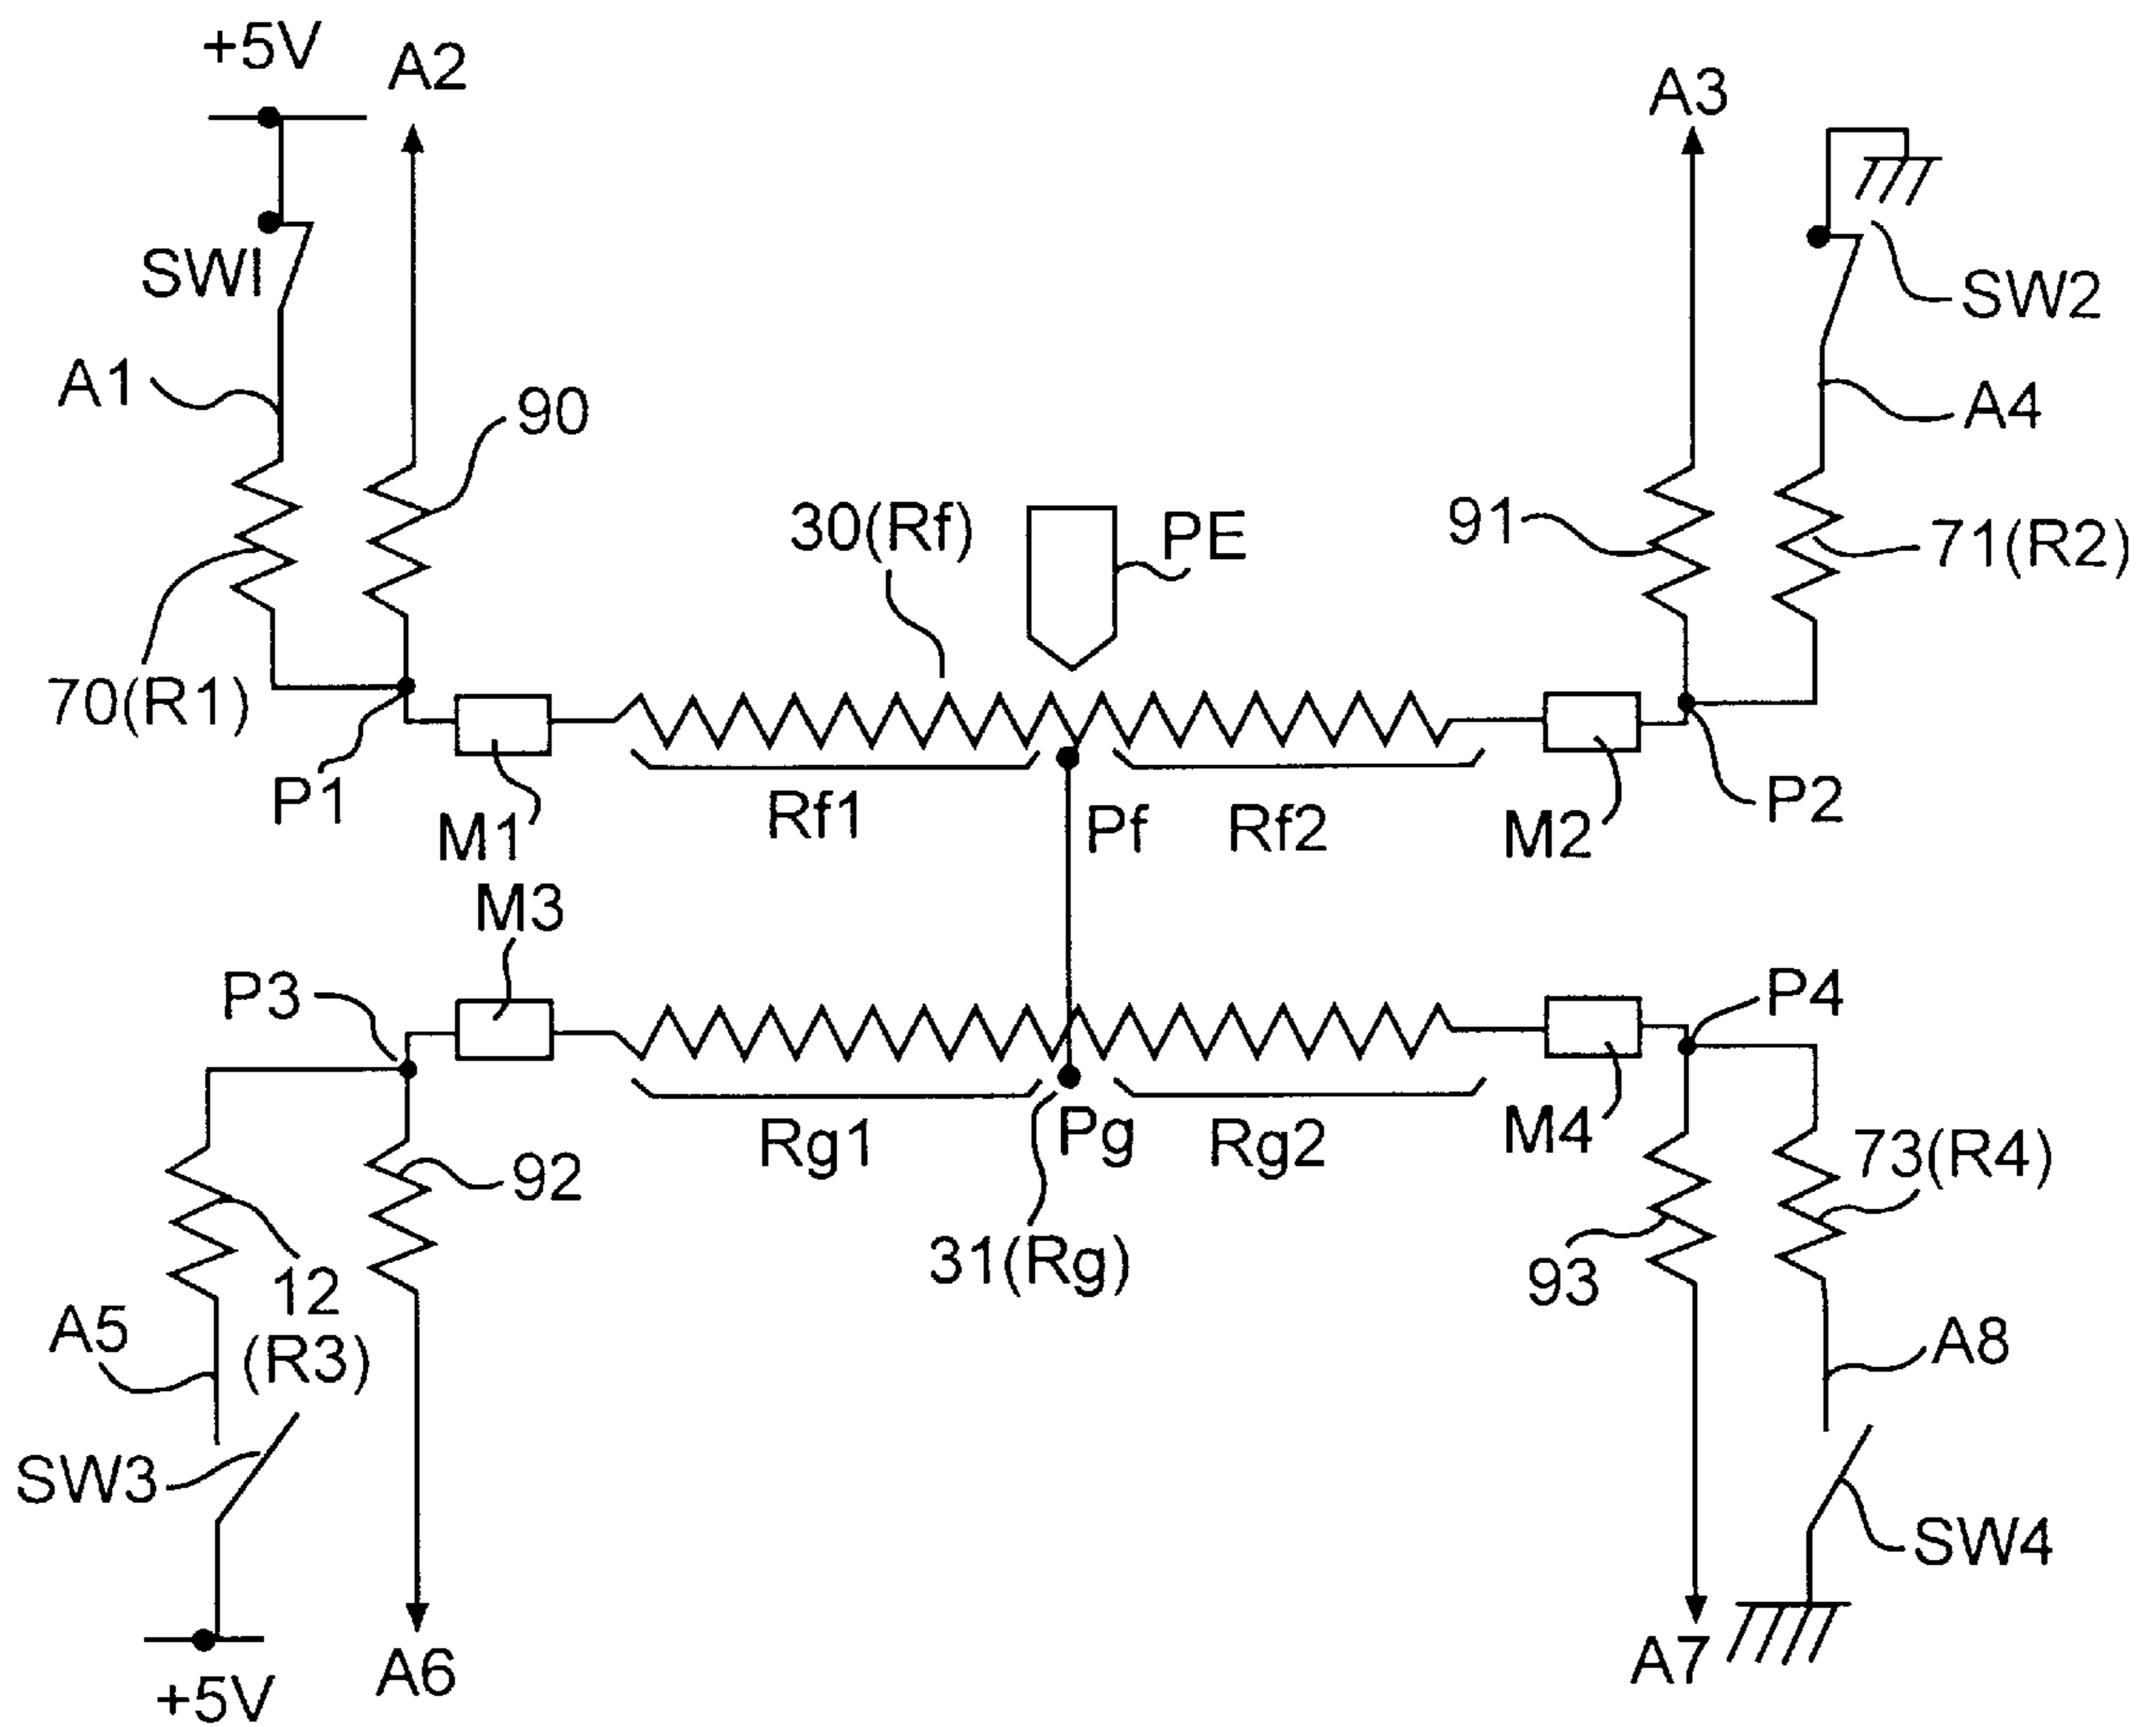 +5V
A2
A3
SW1
SW2
A1
A4
90
30(Rf)
PE
91
71(R2)
70(R1)
P1
M1
Rf1
Pf
Rf2
M2
P2
M3
P3
P4
Rg1
Pg
Rg2
M4
73(R4)
92
31(Rg)
93
12
(R3)
A5
A8
SW3
SW4
+5V
A6
A7